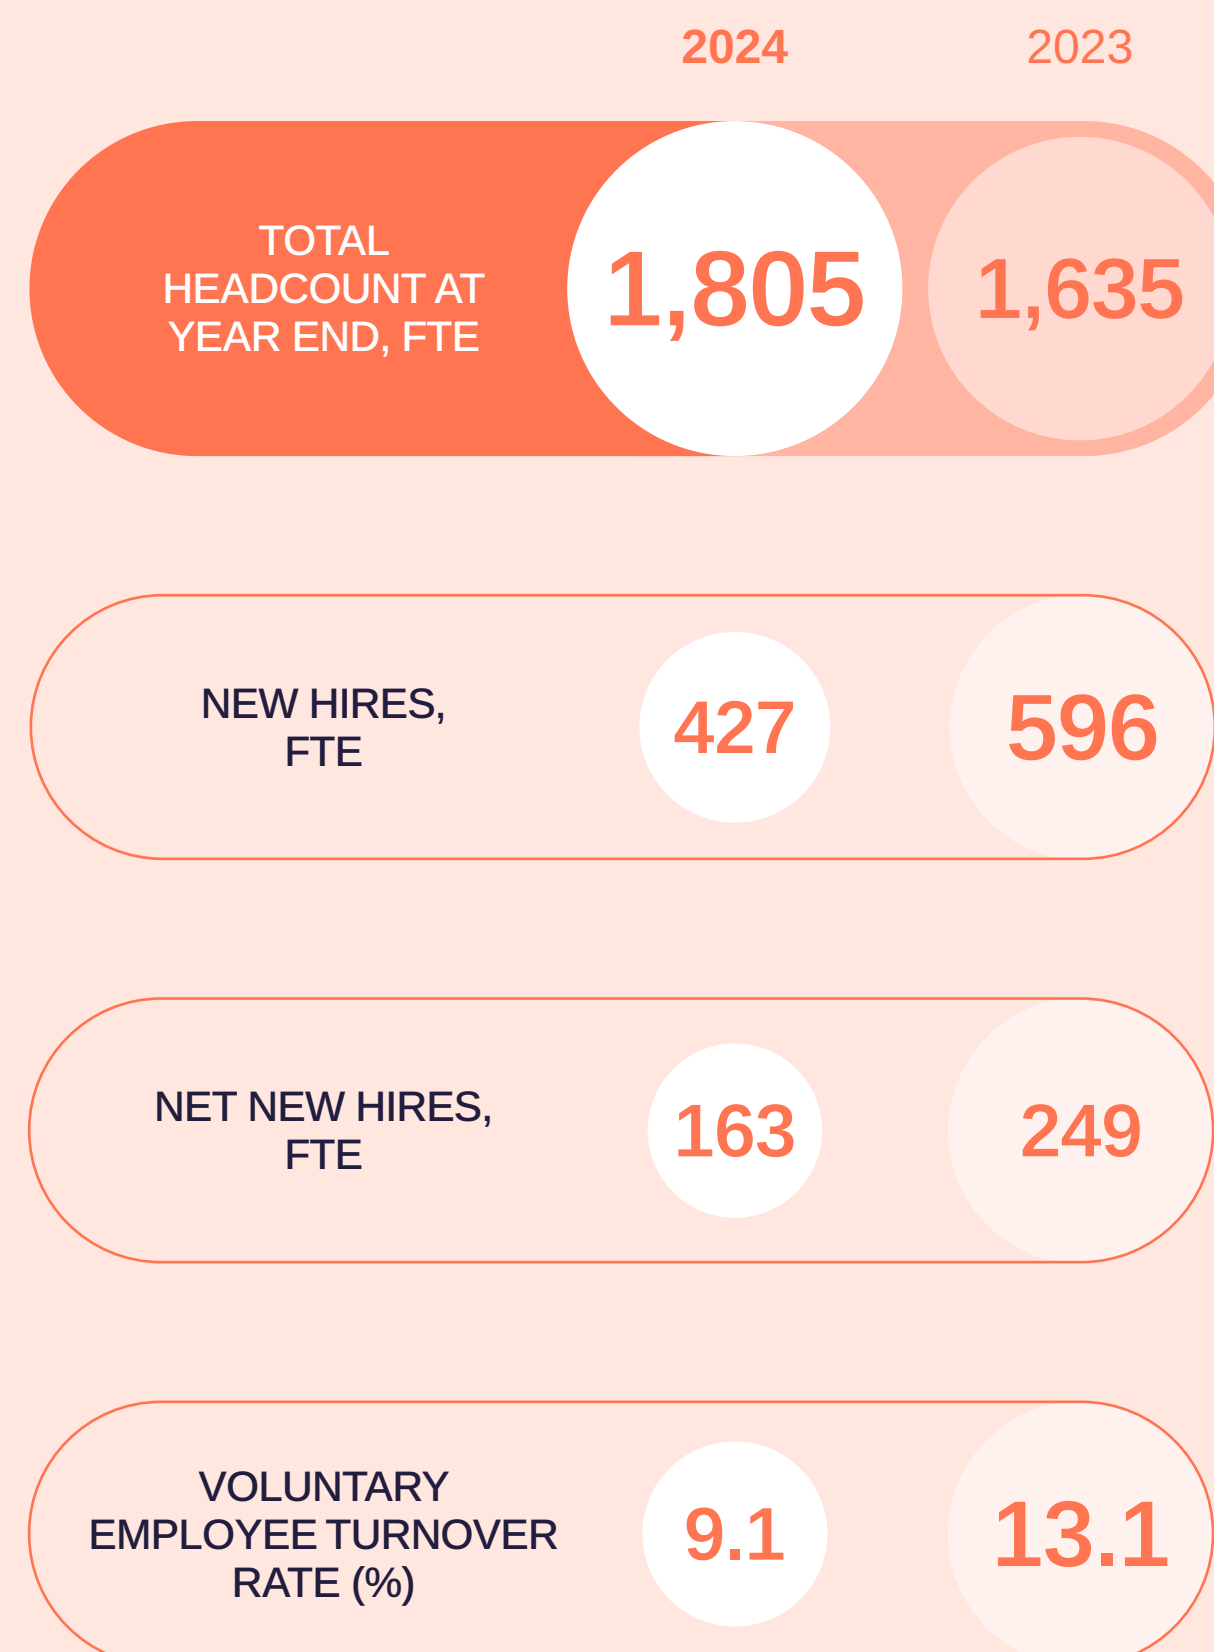 2024 2023
TOTAL
HEADCOUNT AT
YEAR END, FTE
1,805 1,635
NEW HIRES,
FTE
427 596
NET NEW HIRES,
FTE
163 249
VOLUNTARY
EMPLOYEE TURNOVER
RATE (%)
9.1 13.1